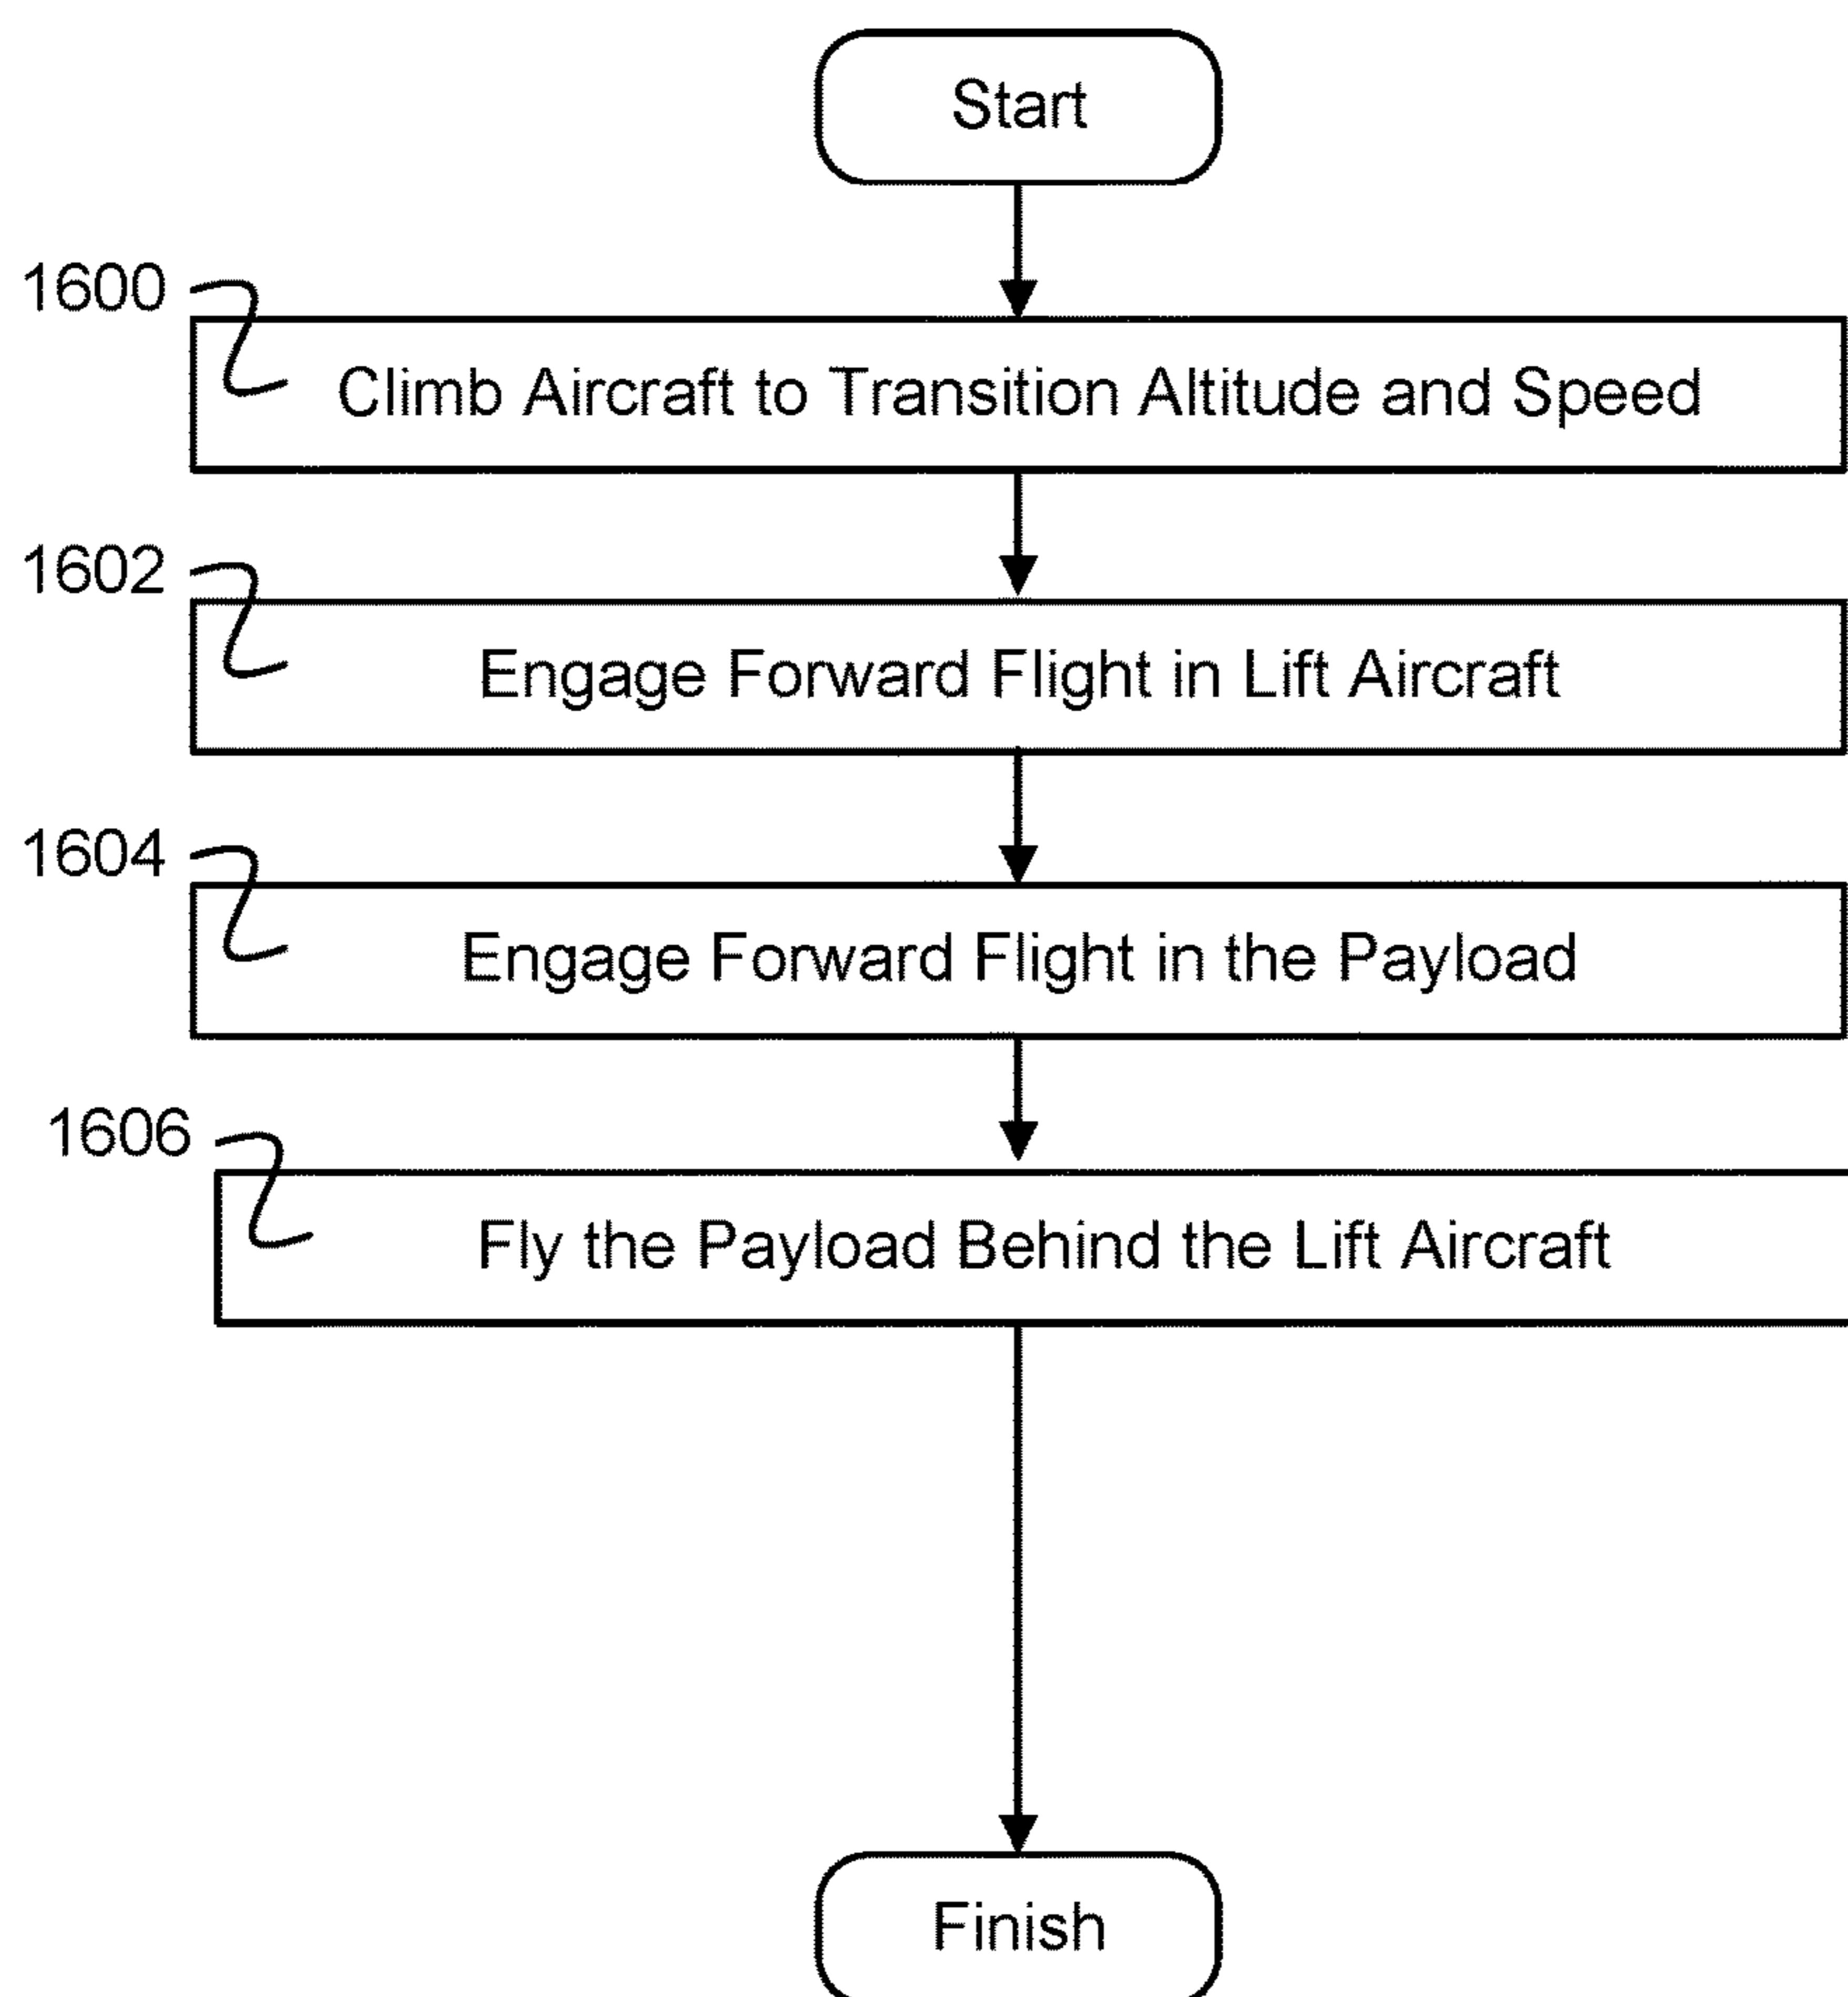 Start
1600
Climb Aircraft to Transition Altitude and Speed
1602
Engage Forward Flight in Lift Aircraft
1604
Engage Forward Flight in the Payload
1606
Fly the Payload Behind the Lift Aircraft
Finish